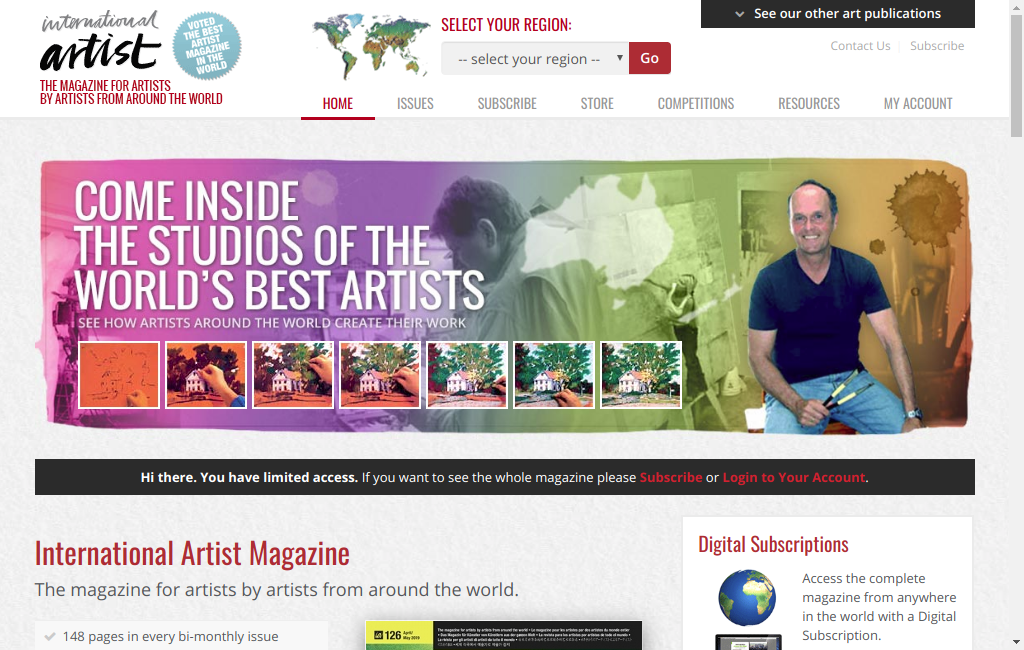 international
artist
VOTED
THE BEST
ARTIST
MAGAZINE
IN THE
WORLD
THE MAGAZINE FOR ARTISTS
BY ARTISTS FROM AROUND THE WORLD
SELECT YOUR REGION:
-- select your region --
Go
See our other art publications
Contact Us
Subscribe
HOME
ISSUES
SUBSCRIBE
STORE
COMPETITIONS
RESOURCES
MY ACCOUNT
COME INSIDE
THE STUDIOS OF THE
WORLD'S BEST ARTISTS
SEE HOW ARTISTS AROUND THE WORLD CREATE THEIR WORK
Hi there. You have limited access. If you want to see the whole magazine please Subscribe or Login to Your Account.
International Artist Magazine
The magazine for artists by artists from around the world.
148 pages in every bi-monthly issue
126
April/
May 2019
Digital Subscriptions
Access the complete
magazine from anywhere
in the world with a Digital
Subscription.